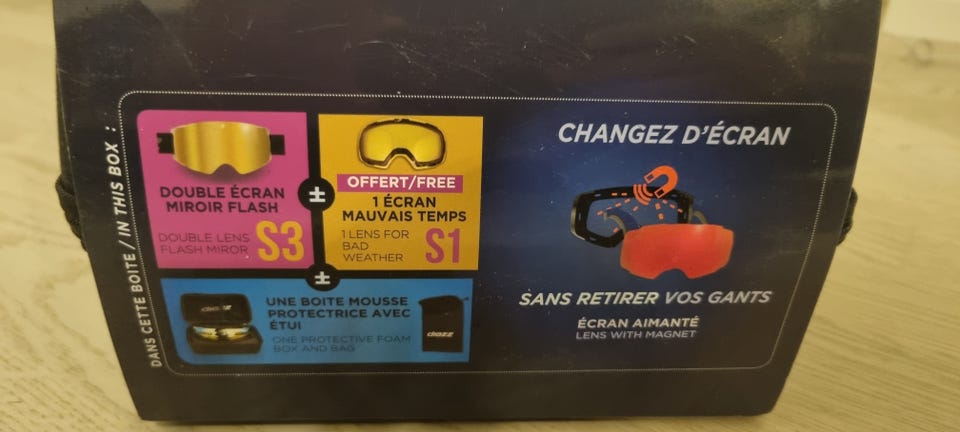 DANS CETTE BOITE / IN THIS BOX :
DOUBLE ÉCRAN
MIROIR FLASH
DOUBLE LENS
FLASH MIROR
S3
±
OFFERT/FREE
1 ÉCRAN
MAUVAIS TEMPS
1 LENS FOR
BAD
WEATHER
S1
±
UNE BOITE MOUSSE
PROTECTRICE AVEC
ÉTUI
ONE PROTECTIVE FOAM
BOX AND BAG
CHANGEZ D'ÉCRAN
SANS RETIRER VOS GANTS
ÉCRAN AIMANTÉ
LENS WITH MAGNET